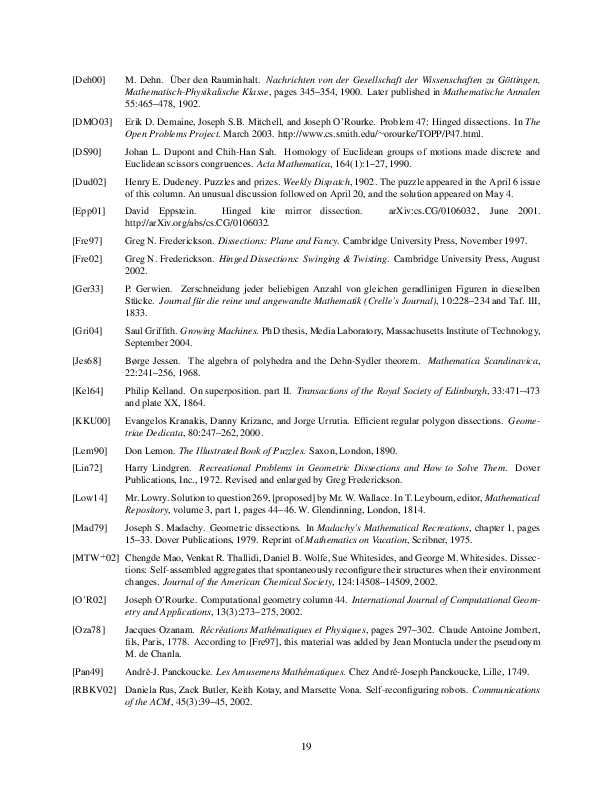 [Deh00] M. Dehn. Über den Rauminhalt. Nachrichten von der Gesellschaft der Wissenschaften zu Göttingen,
Mathematisch-Physikalische Klasse, pages 345–354, 1900. Later published in Mathematische Annalen
55:465–478, 1902.
[DMO03] Erik D. Demaine, Joseph S.B. Mitchell, and Joseph O'Rourke. Problem 47: Hinged dissections. In The
Open Problems Project. March 2003. http://www.cs.smith.edu/~orourke/TOPP/P47.html.
[DS90] Johan L. Dupont and Chih-Han Sah. Homology of Euclidean groups of motions made discrete and
Euclidean scissors congruences. Acta Mathematica, 164(1):1–27, 1990.
[Dud02] Henry E. Dudeney. Puzzles and prizes. Weekly Dispatch, 1902. The puzzle appeared in the April 6 issue
of this column. An unusual discussion followed on April 20, and the solution appeared on May 4.
[Epp01] David Eppstein. Hinged kite mirror dissection. arXiv:cs.CG/0106032, June 2001.
http://arXiv.org/abs/cs.CG/0106032.
[Fre97] Greg N. Frederickson. Dissections: Plane and Fancy. Cambridge University Press, November 1997.
[Fre02] Greg N. Frederickson. Hinged Dissections: Swinging & Twisting. Cambridge University Press, August
2002.
[Ger33] P. Gerwien. Zerschneidung jeder beliebigen Anzahl von gleichen geradlinigen Figuren in dieselben
Stücke. Journal für die reine und angewandte Mathematik (Crelle's Journal), 10:228–234 and Taf. III,
1833.
[Gri04] Saul Griffith. Growing Machines. PhD thesis, Media Laboratory, Massachusetts Institute of Technology,
September 2004.
[Jes68] Børge Jessen. The algebra of polyhedra and the Dehn-Sydler theorem. Mathematica Scandinavica,
22:241–256, 1968.
[Kel64] Philip Kelland. On superposition. part II. Transactions of the Royal Society of Edinburgh, 33:471–473
and plate XX, 1864.
[KKU00] Evangelos Kranakis, Danny Krizanc, and Jorge Urrutia. Efficient regular polygon dissections. Geome-
triae Dedicata, 80:247–262, 2000.
[Lem90] Don Lemon. The Illustrated Book of Puzzles. Saxon, London, 1890.
[Lin72] Harry Lindgren. Recreational Problems in Geometric Dissections and How to Solve Them. Dover
Publications, Inc., 1972. Revised and enlarged by Greg Frederickson.
[Low14] Mr. Lowry. Solution to question 269, [proposed] by Mr. W. Wallace. In T. Leybourn, editor, Mathematical
Repository, volume 3, part 1, pages 44–46. W. Glendinning, London, 1814.
[Mad79] Joseph S. Madachy. Geometric dissections. In Madachy's Mathematical Recreations, chapter 1, pages
15–33. Dover Publications, 1979. Reprint of Mathematics on Vacation, Scribner, 1975.
[MTW+02] Chengde Mao, Venkat R. Thallidi, Daniel B. Wolfe, Sue Whitesides, and George M. Whitesides. Dissec-
tions: Self-assembled aggregates that spontaneously reconfigure their structures when their environment
changes. Journal of the American Chemical Society, 124:14508–14509, 2002.
[O'R02] Joseph O'Rourke. Computational geometry column 44. International Journal of Computational Geom-
etry and Applications, 13(3):273–275, 2002.
[Oza78] Jacques Ozanam. Récréations Mathématiques et Physiques, pages 297–302. Claude Antoine Jombert,
fils, Paris, 1778. According to [Fre97], this material was added by Jean Montucla under the pseudonym
M. de Chanla.
[Pan49] André-J. Panckoucke. Les Amusemens Mathématiques. Chez André-Joseph Panckoucke, Lille, 1749.
[RBKV02] Daniela Rus, Zack Butler, Keith Kotay, and Marsette Vona. Self-reconfiguring robots. Communications
of the ACM, 45(3):39–45, 2002.
19